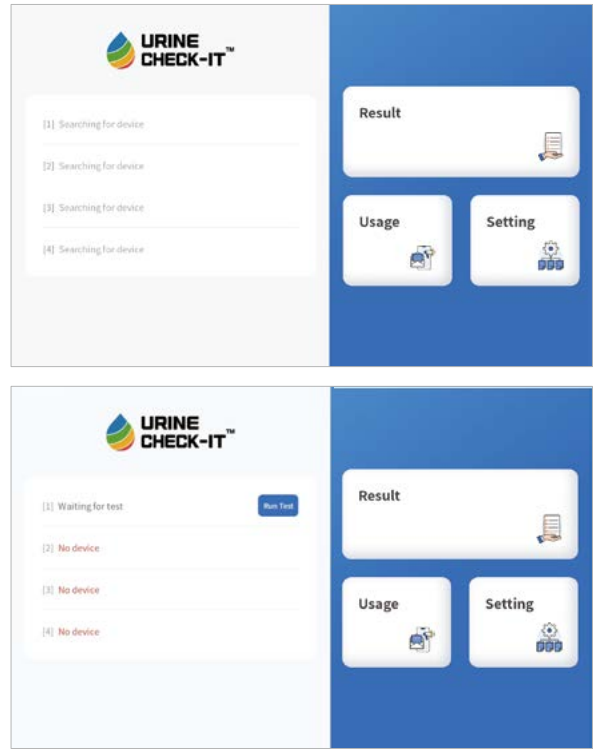 URINE
CHECK-IT™
[1] Searching for device
[2] Searching for device
[3] Searching for device
[4] Searching for device
Result
Usage
Setting
URINE
CHECK-IT™
[1] Waiting for test
Run Test
[2] No device
[3] No device
[4] No device
Result
Usage
Setting